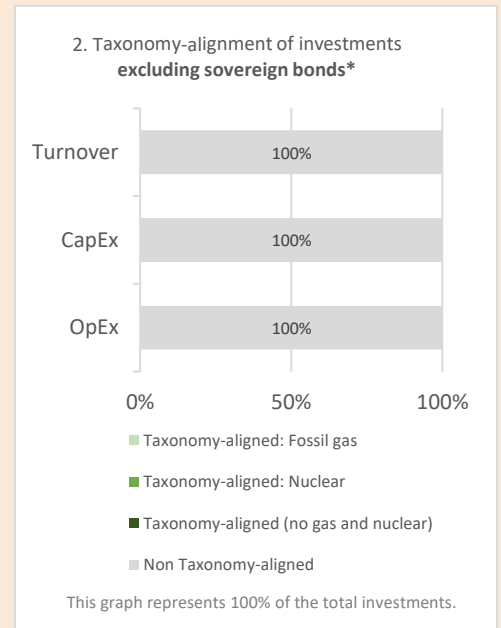 2. Taxonomy-alignment of investments
excluding sovereign bonds*
Turnover
100%
CapEx
100%
OpEx
100%
0%
50%
100%
Taxonomy-aligned: Fossil gas
Taxonomy-aligned: Nuclear
Taxonomy-aligned (no gas and nuclear)
Non Taxonomy-aligned
This graph represents 100% of the total investments.